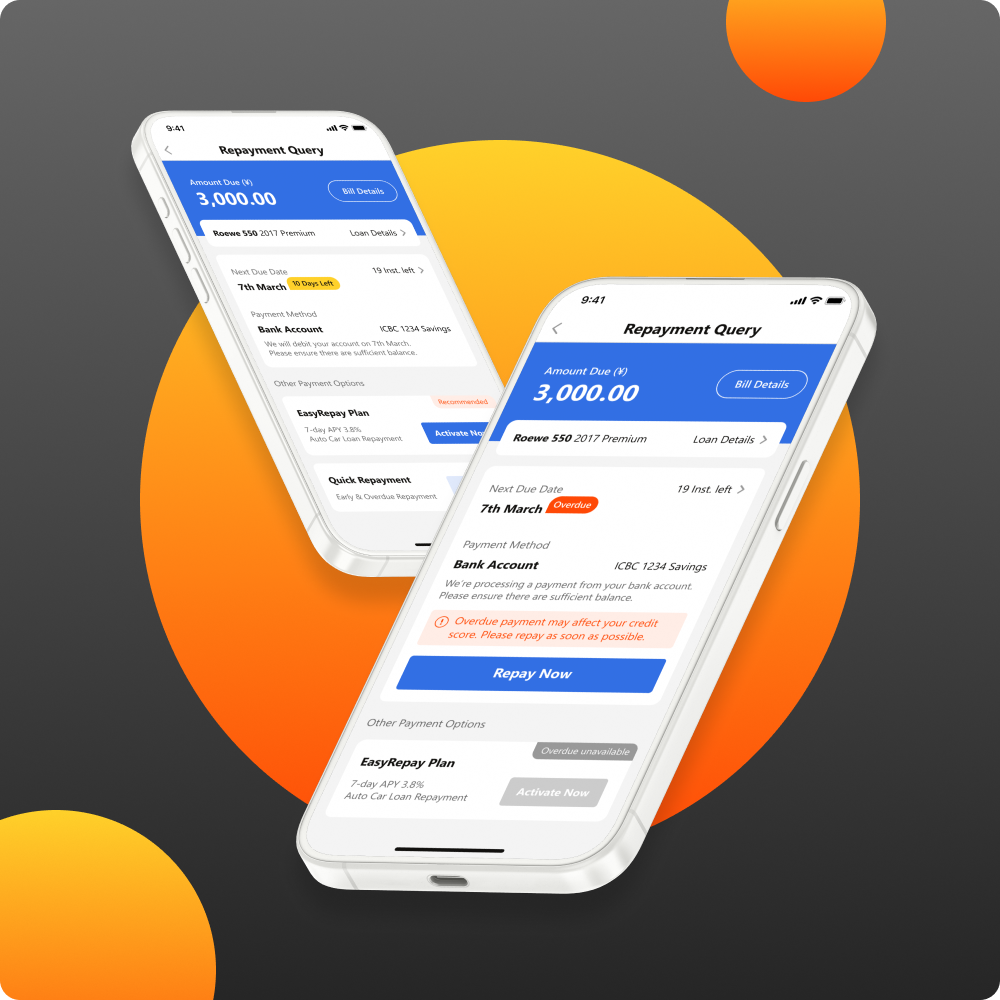 9:41
Repayment Query
Amount Due (¥)
3,000.00
Bill Details
Roewe 550 2017 Premium
Loan Details
Next Due Date
19 Inst. left
7th March
10 Days Left
Payment Method
Bank Account
ICBC 1234 Savings
We will debit your account on 7th March.
Please ensure there are sufficient balance.
Other Payment Options
Recommended
EasyRepay Plan
7-day APY 3.8%
Auto Car Loan Repayment
Activate
Quick Repayment
Early & Overdue Repayment
9:41
Repayment Query
Amount Due (¥)
3,000.00
Bill Details
Roewe 550 2017 Premium
Loan Details
Next Due Date
19 Inst. left
7th March
Overdue
Payment Method
Bank Account
ICBC 1234 Savings
We're processing a payment from your bank account.
Please ensure there are sufficient balance.
Overdue payment may affect your credit
score. Please repay as soon as possible.
Repay Now
Other Payment Options
Overdue unavailable
EasyRepay Plan
7-day APY 3.8%
Auto Car Loan Repayment
Activate Now